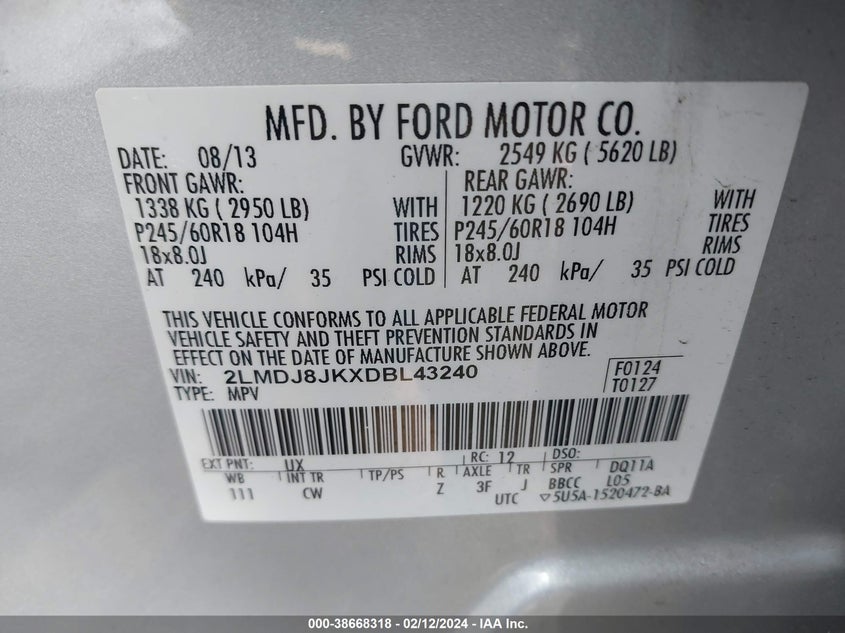 MFD. BY FORD MOTOR CO.
DATE: 08/13 GVWR: 2549 KG ( 5620 LB)
FRONT GAWR: REAR GAWR:
1338 KG ( 2950 LB) WITH 1220 KG ( 2690 LB) WITH
P245/60R18 104H TIRES P245/60R18 104H TIRES
18x8.0J RIMS 18x8.0J RIMS
AT 240 kPa/ 35 PSI COLD AT 240 kPa/ 35 PSI COLD
THIS VEHICLE CONFORMS TO ALL APPLICABLE FEDERAL MOTOR
VEHICLE SAFETY AND THEFT PREVENTION STANDARDS IN
EFFECT ON THE DATE OF MANUFACTURE SHOWN ABOVE.
VIN: 2LMDJ8JKXDBL43240 F0124
TYPE: MPV T0127
EXT PNT: UX RC: 12 DSO:
WB INT TR TP/PS R AXLE TR SPR DQ11A
111 CW Z 3F J BBCC L05
UTC ▽5U5A-1520472-BA
000-38668318 - 02/12/2024 - IAA Inc.